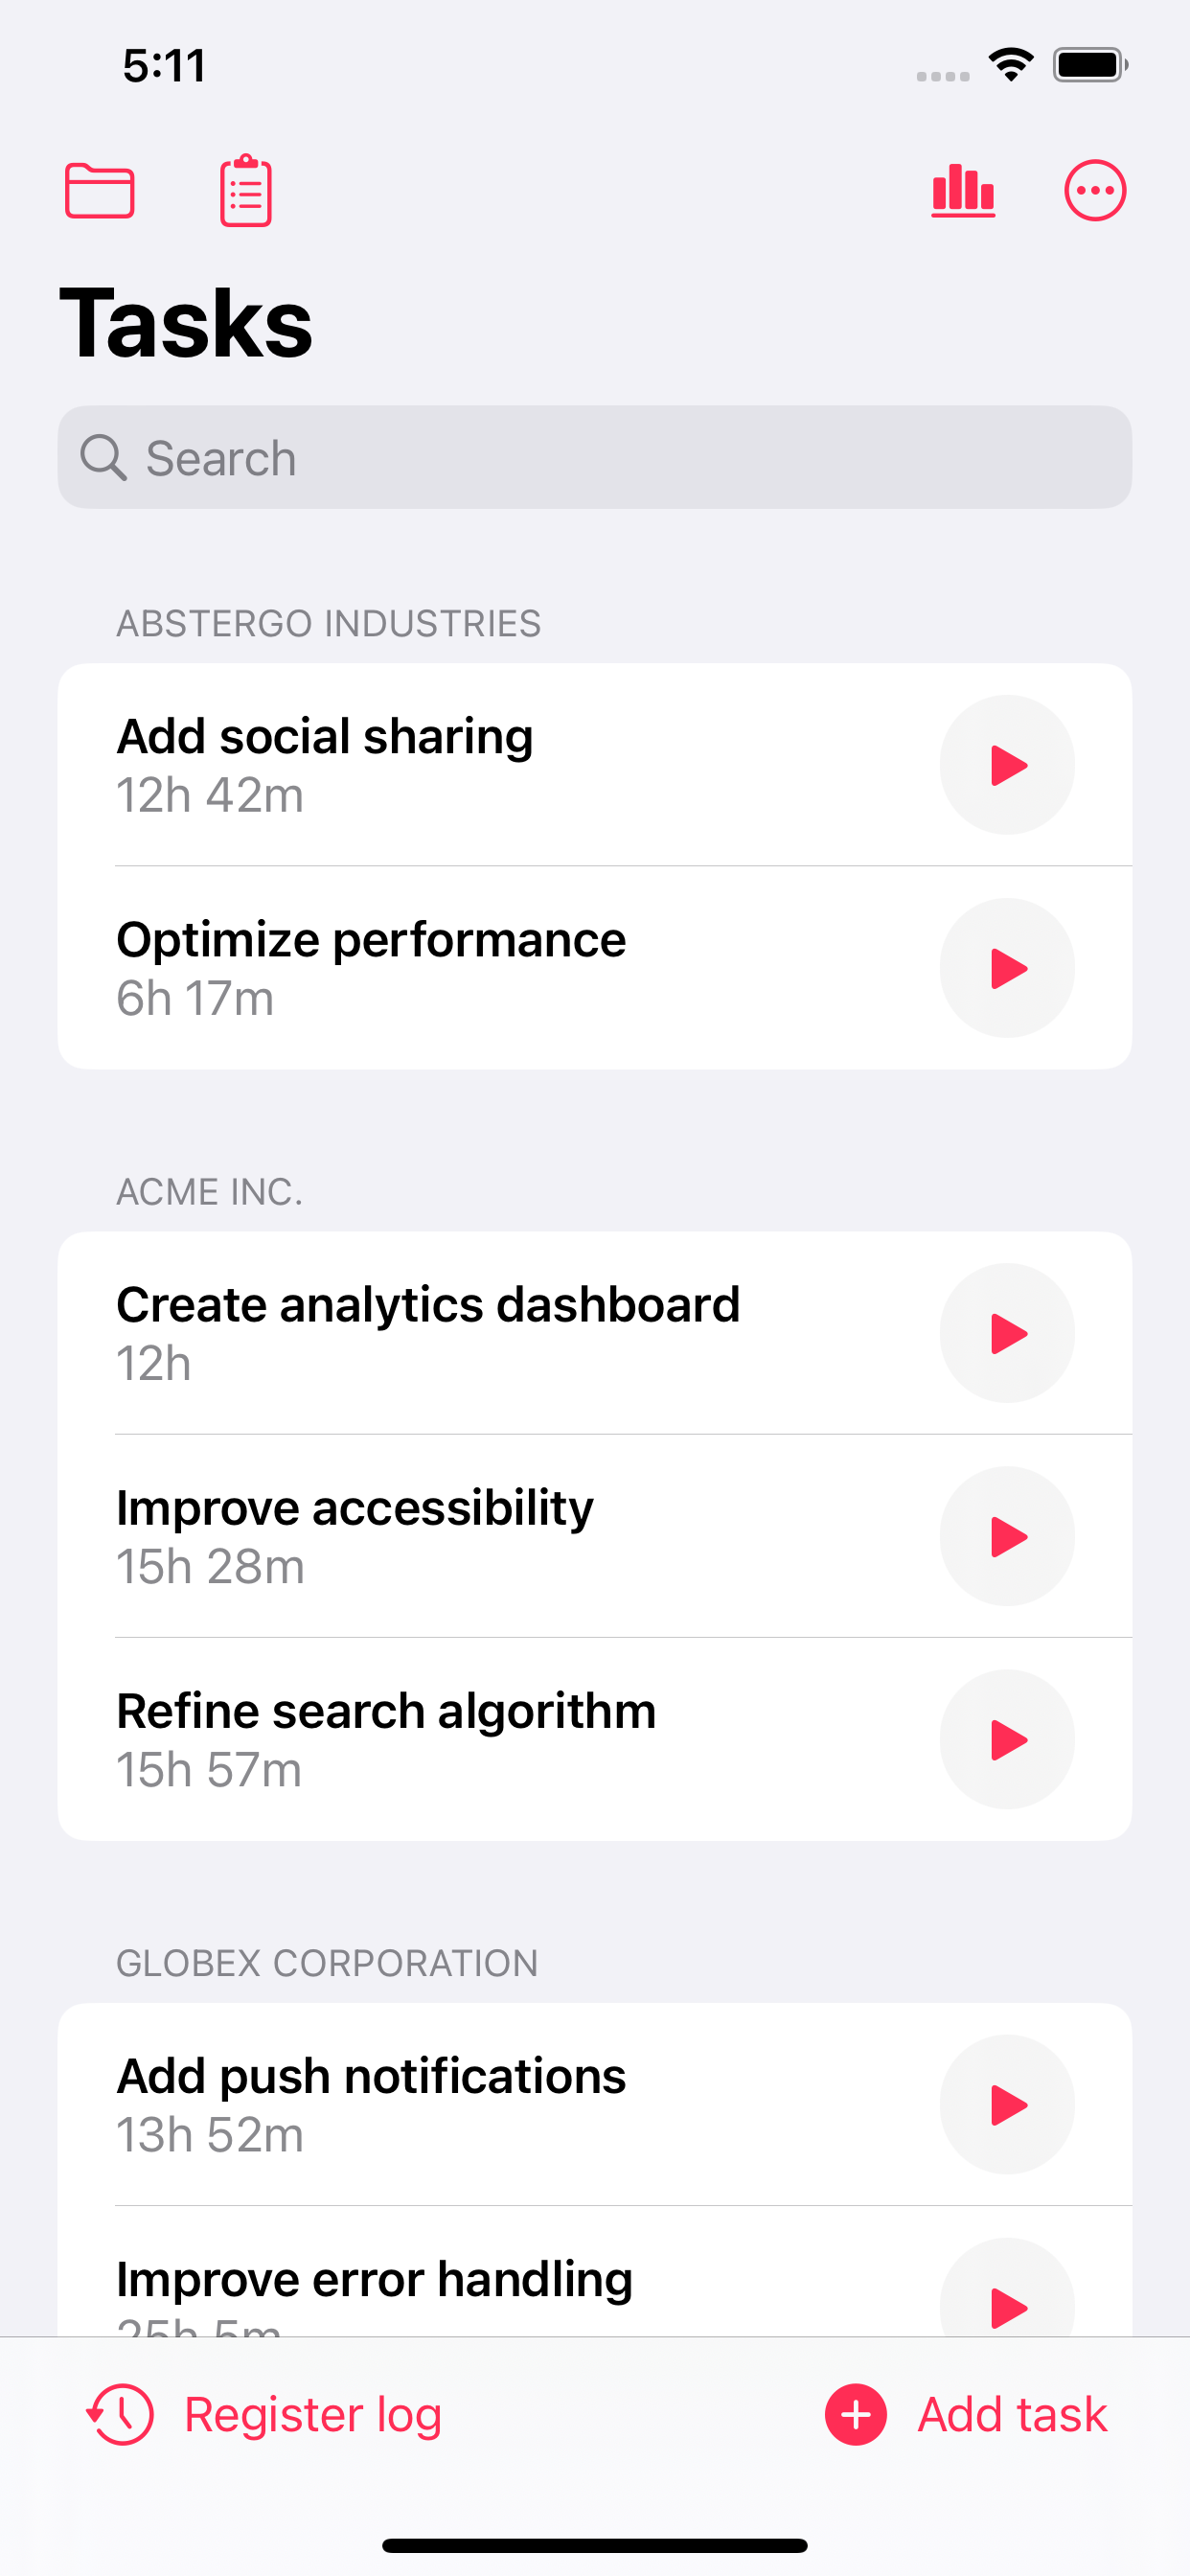 5:11
Tasks
Search
ABSTERGO INDUSTRIES
Add social sharing
12h 42m
Optimize performance
6h 17m
ACME INC.
Create analytics dashboard
12h
Improve accessibility
15h 28m
Refine search algorithm
15h 57m
GLOBEX CORPORATION
Add push notifications
13h 52m
Improve error handling
25h 5m
Register log
Add task